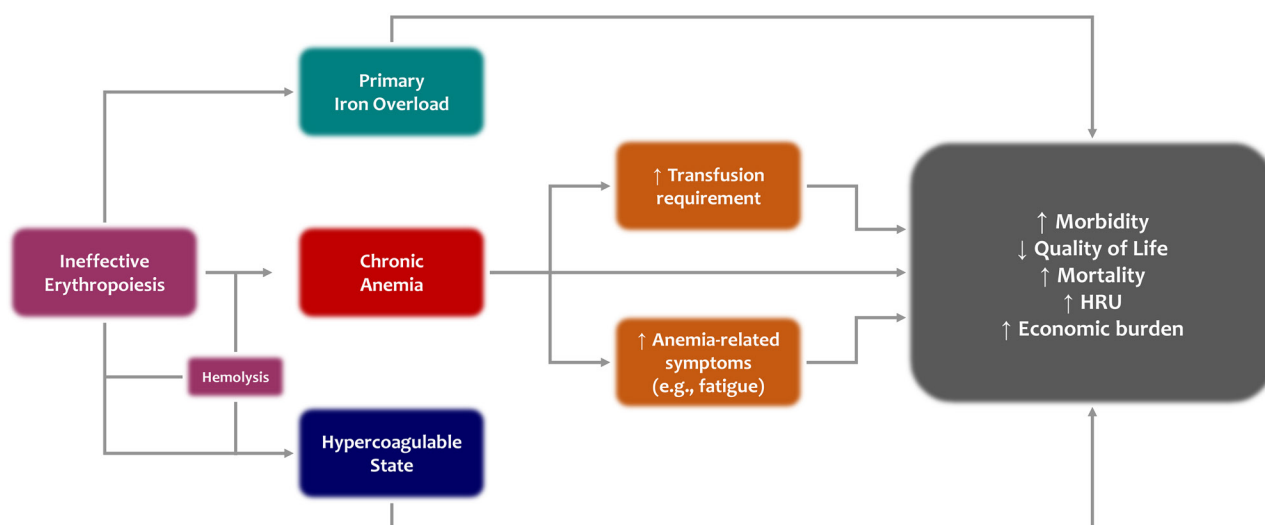 Primary
Iron Overload
↑ Transfusion
requirement
Ineffective
Erythropoiesis
Chronic
Anemia
↑ Morbidity
↓ Quality of Life
↑ Mortality
↑ HRU
↑ Economic burden
Hemolysis
↑ Anemia-related
symptoms
(e.g., fatigue)
Hypercoagulable
State